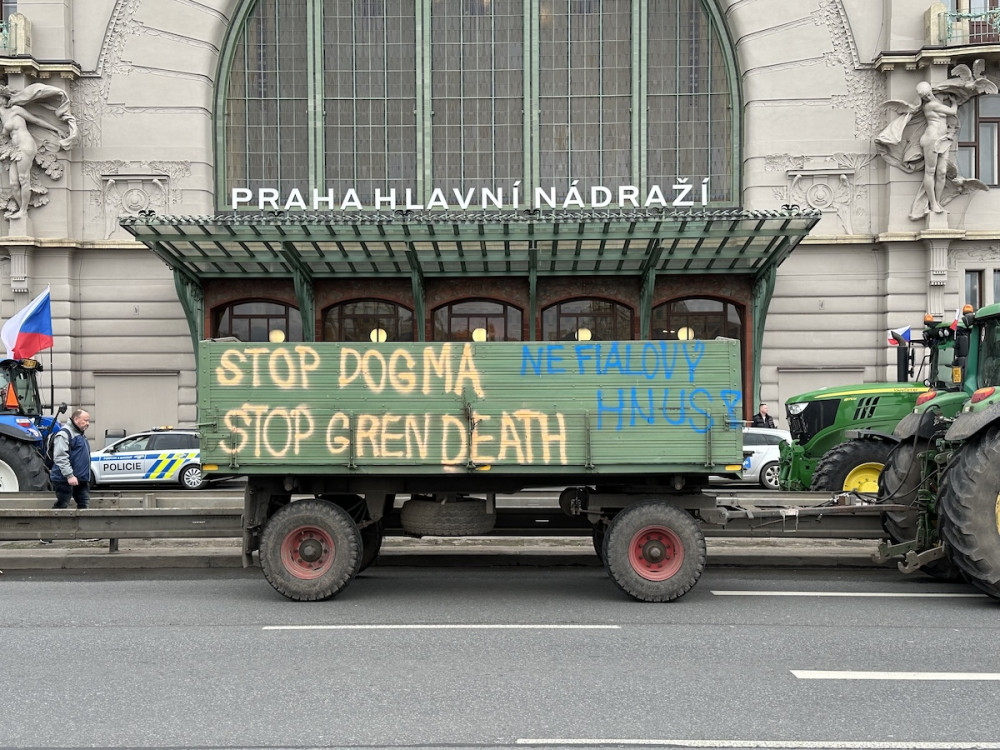 PRAHA HLAVNÍ NÁDRAŽÍ
STOP DOGMA
STOP GREN DEATH
NE FIALOVÝ
HNUS!
POLICIE